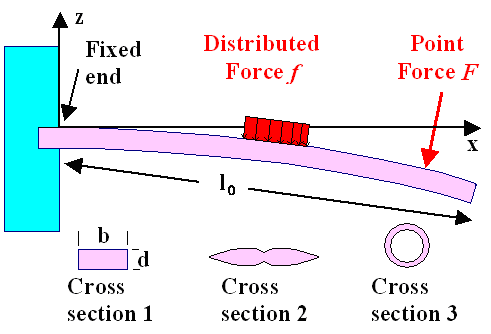 z
Fixed
end
Distributed
Force f
Point
Force F
x
l₀
b
d
Cross
section 1
Cross
section 2
Cross
section 3